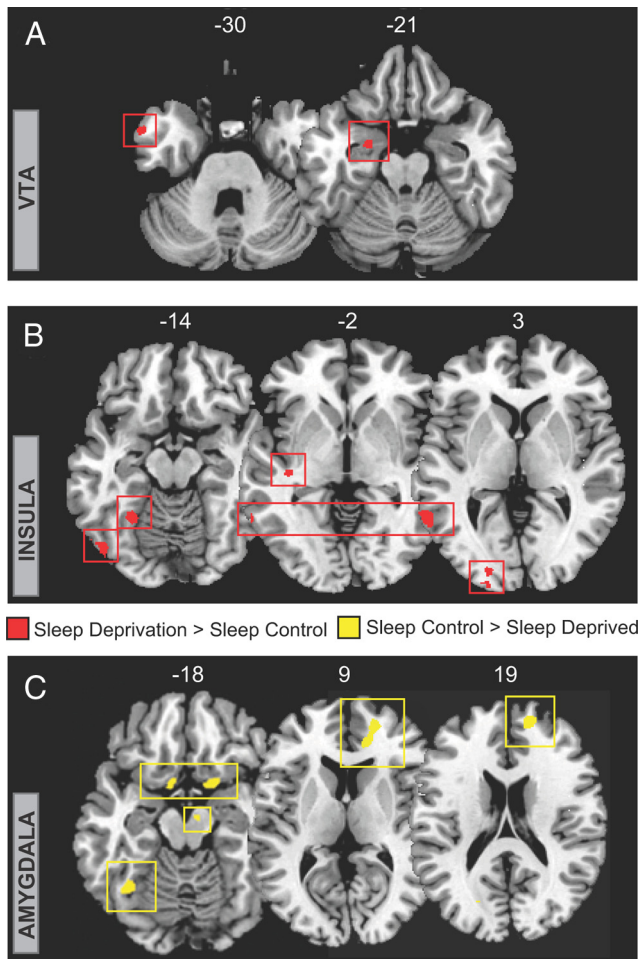 A
-30
-21
VTA
B
-14
-2
3
INSULA
Sleep Deprivation > Sleep Control
Sleep Control > Sleep Deprived
C
-18
9
19
AMYGDALA